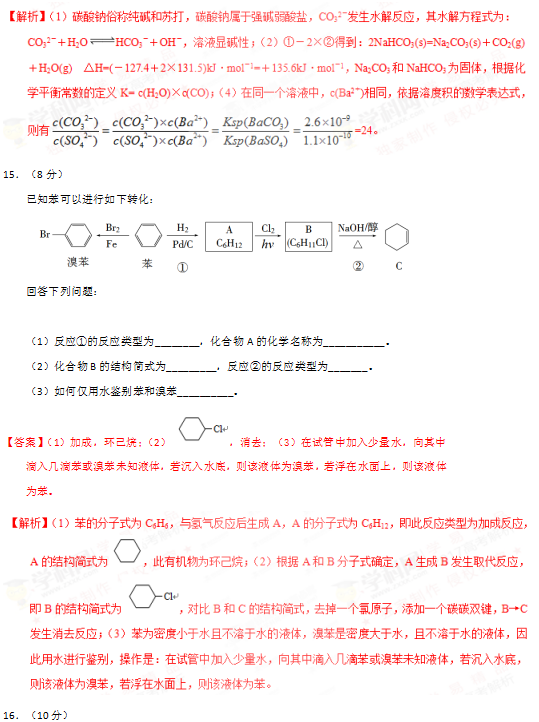 【解析】（1）碳酸钠俗称纯碱和苏打，碳酸钠属于强碱弱酸盐，CO₃²⁻发生水解反应，其水解方程式为：
CO₃²⁻+H₂O⇌HCO₃⁻+OH⁻，溶液显碱性；（2）①-2×②得到：2NaHCO₃(s)=Na₂CO₃(s)+CO₂(g)
+H₂O(g) △H=(-127.4+2×131.5)kJ·mol⁻¹=+135.6kJ·mol⁻¹，Na₂CO₃和NaHCO₃为固体，根据化
学平衡常数的定义K= c(H₂O)×c(CO)；（4）在同一个溶液中，c(Ba²⁺)相同，依据溶度积的数学表达式，
则有 c(CO₃²⁻)/c(SO₄²⁻) = c(CO₃²⁻)×c(Ba²⁺)/c(SO₄²⁻)×c(Ba²⁺) = Ksp(BaCO₃)/Ksp(BaSO₄) = 2.6×10⁻⁹/1.1×10⁻¹⁰ =24。
15．（8分）
已知苯可以进行如下转化：
Br Br₂ Fe H₂ Pd/C A C₆H₁₂ Cl₂ hν B (C₆H₁₁Cl) NaOH/醇 △
溴苯 苯 ① ② C
回答下列问题：
（1）反应①的反应类型为________，化合物A的化学名称为___________。
（2）化合物B的结构简式为_________，反应②的反应类型为_______。
（3）如何仅用水鉴别苯和溴苯__________。
【答案】（1）加成，环己烷；（2） Cl ，消去；（3）在试管中加入少量水，向其中
滴入几滴苯或溴苯未知液体，若沉入水底，则该液体为溴苯，若浮在水面上，则该液体
为苯。
【解析】（1）苯的分子式为C₆H₆，与氢气反应后生成A，A的分子式为C₆H₁₂，即此反应类型为加成反应，
A的结构简式为 ，此有机物为环己烷；（2）根据A和B分子式确定，A生成B发生取代反应，
即B的结构简式为 Cl ，对比B和C的结构简式，去掉一个氯原子，添加一个碳碳双键，B→C
发生消去反应；（3）苯为密度小于水且不溶于水的液体，溴苯是密度大于水，且不溶于水的液体，因
此用水进行鉴别，操作是：在试管中加入少量水，向其中滴入几滴苯或溴苯未知液体，若沉入水底，
则该液体为溴苯，若浮在水面上，则该液体为苯。
16．（10分）